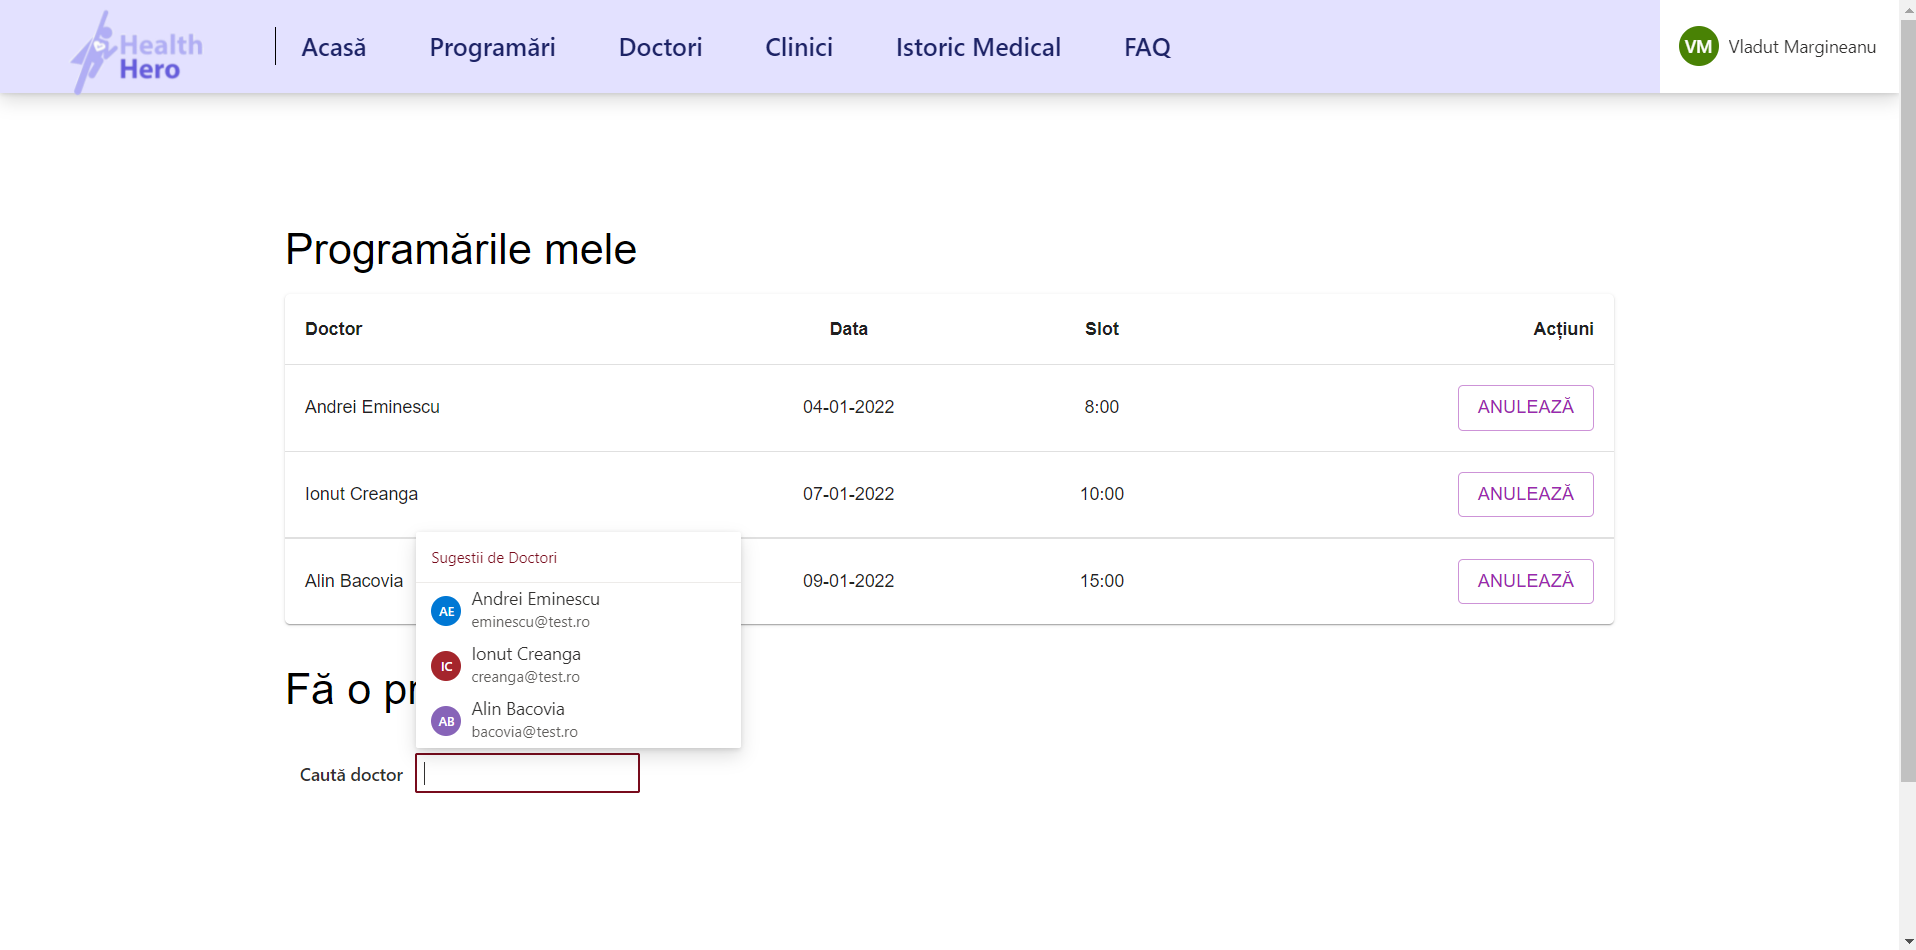 Health
Hero
Acasă
Programări
Doctori
Clinici
Istoric Medical
FAQ
VM
Vladut Margineanu
Programările mele
Doctor Data Slot Acțiuni
Andrei Eminescu 04-01-2022 8:00 ANULEAZĂ
Ionut Creanga 07-01-2022 10:00 ANULEAZĂ
Alin Bacovia 09-01-2022 15:00 ANULEAZĂ
Sugestii de Doctori
AE
Andrei Eminescu
eminescu@test.ro
IC
Ionut Creanga
creanga@test.ro
AB
Alin Bacovia
bacovia@test.ro
Fă o
Caută doctor